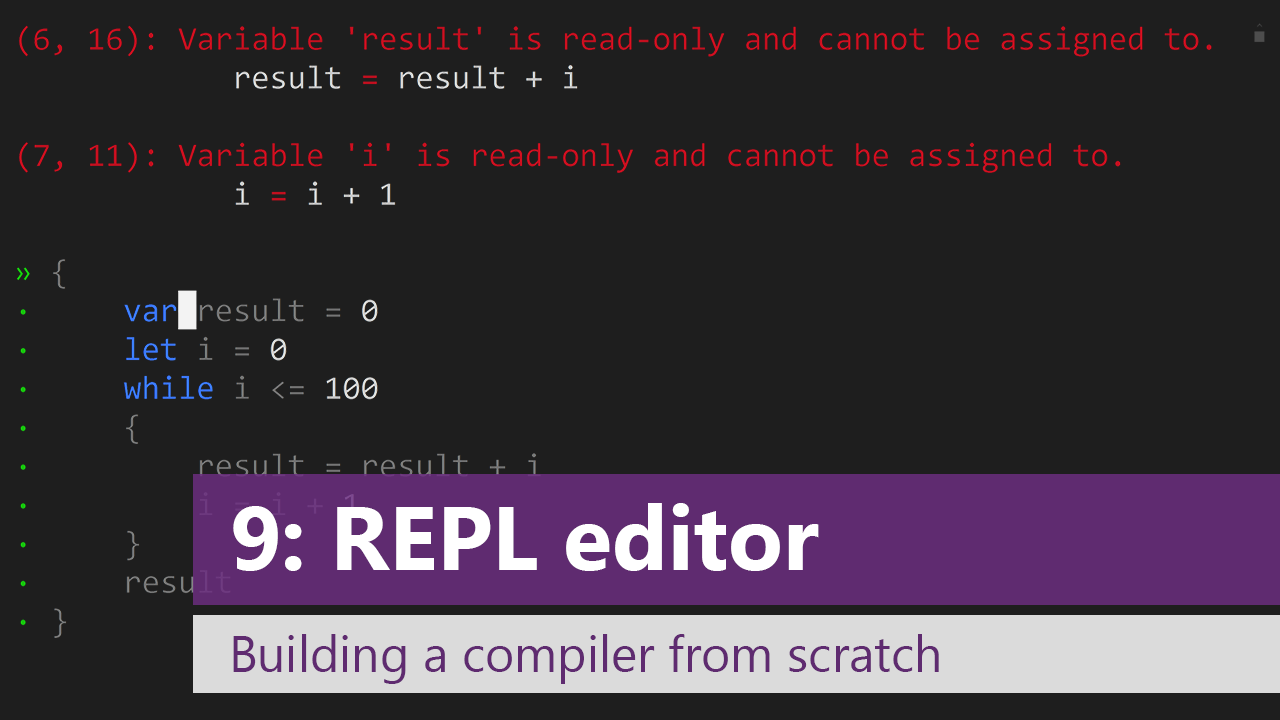 (6, 16): Variable 'result' is read-only and cannot be assigned to.
result = result + i
(7, 11): Variable 'i' is read-only and cannot be assigned to.
i = i + 1
» {
· var result = 0
· let i = 0
· while i <= 100
· {
· result = result + i
· i = i + 1
· }
· result
· }
9: REPL editor
Building a compiler from scratch